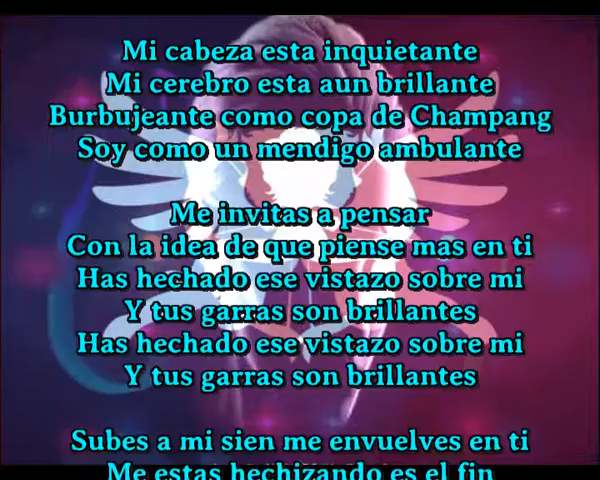 Mi cabeza esta inquietante
Mi cerebro esta aun brillante
Burbujeante como copa de Champang
Soy como un mendigo ambulante
Me invitas a pensar
Con la idea de que piense mas en ti
Has hechado ese vistazo sobre mi
Y tus garras son brillantes
Has hechado ese vistazo sobre mi
Y tus garras son brillantes
Subes a mi sien me envuelves en ti
Me estas hechizando es el fin